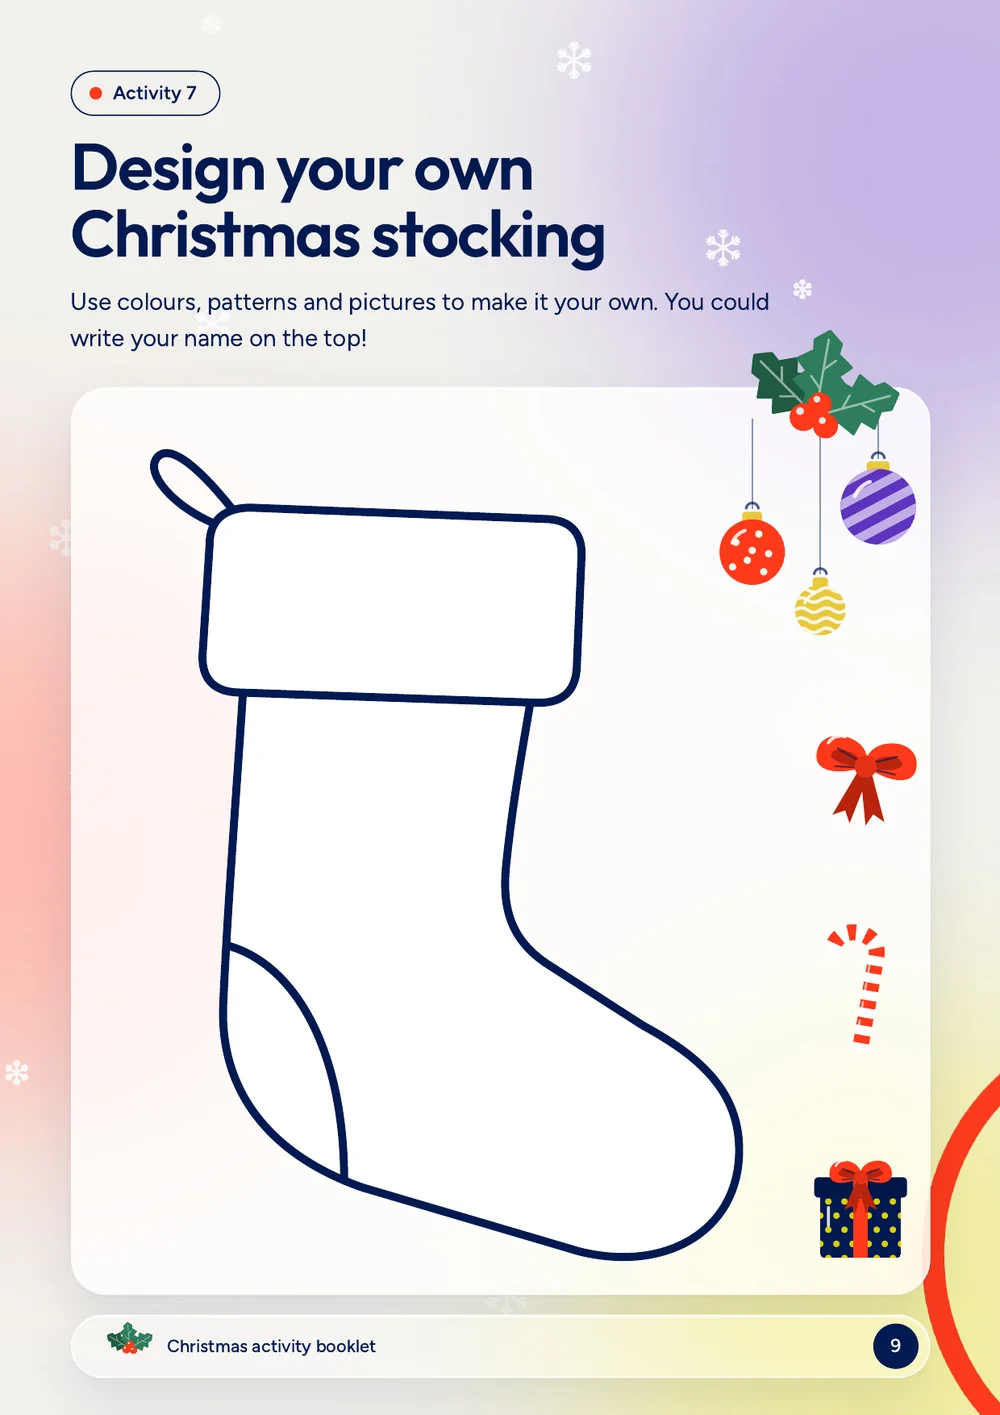 Activity 7
Design your own
Christmas stocking
Use colours, patterns and pictures to make it your own. You could
write your name on the top!
Christmas activity booklet
9